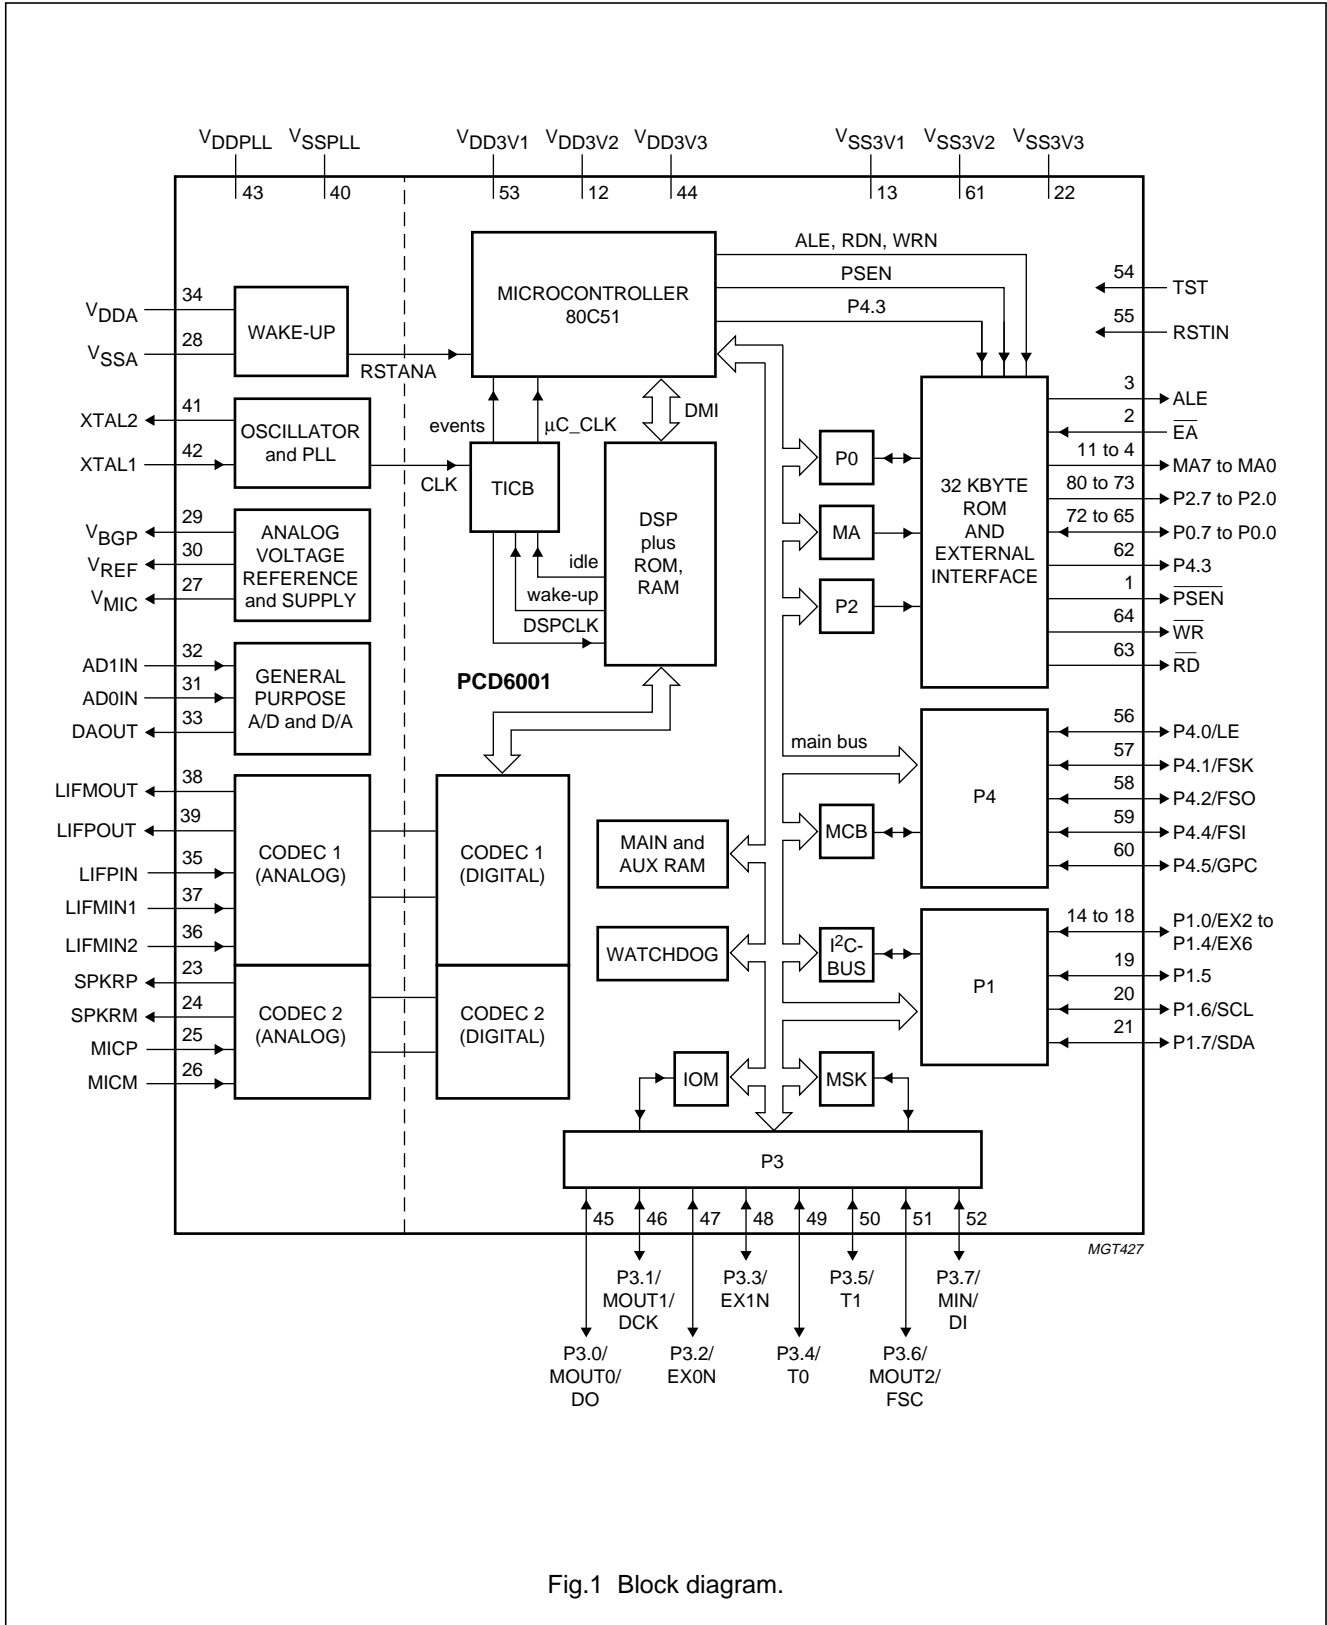 VDDPLL VSSPLL VDD3V1 VDD3V2 VDD3V3 VSS3V1 VSS3V2 VSS3V3
43 40 53 12 44 13 61 22
ALE, RDN, WRN
PSEN
P4.3
MICROCONTROLLER
80C51
54 TST
55 RSTIN
VDDA 34
VSSA 28
WAKE-UP
RSTANA
XTAL2 41
XTAL1 42
OSCILLATOR
and PLL
CLK
events
μC_CLK
DMI
TICB
DSP
plus
ROM,
RAM
idle
wake-up
DSPCLK
PCD6001
VBGP 29
VREF 30
VMIC 27
ANALOG
VOLTAGE
REFERENCE
and SUPPLY
AD1IN 32
AD0IN 31
DAOUT 33
GENERAL
PURPOSE
A/D and D/A
P0
MA
P2
32 KBYTE
ROM
AND
EXTERNAL
INTERFACE
3 ALE
2 E̅A̅
11 to 4 MA7 to MA0
80 to 73 P2.7 to P2.0
72 to 65 P0.7 to P0.0
62 P4.3
1 P̅S̅E̅N̅
64 W̅R̅
63 R̅D̅
main bus
LIFMOUT 38
LIFPOUT 39
LIFPIN 35
LIFMIN1 37
LIFMIN2 36
CODEC 1
(ANALOG)
CODEC 1
(DIGITAL)
SPKRP 23
SPKRM 24
MICP 25
MICM 26
CODEC 2
(ANALOG)
CODEC 2
(DIGITAL)
MAIN and
AUX RAM
WATCHDOG
MCB
I2C-
BUS
IOM
MSK
P4
56 P4.0/LE
57 P4.1/FSK
58 P4.2/FSO
59 P4.4/FSI
60 P4.5/GPC
P1
14 to 18 P1.0/EX2 to
P1.4/EX6
19 P1.5
20 P1.6/SCL
21 P1.7/SDA
P3
45 46 47 48 49 50 51 52
MGT427
P3.1/
MOUT1/
DCK
P3.3/
EX1N
P3.5/
T1
P3.7/
MIN/
DI
P3.0/
MOUT0/
DO
P3.2/
EX0N
P3.4/
T0
P3.6/
MOUT2/
FSC
Fig.1 Block diagram.